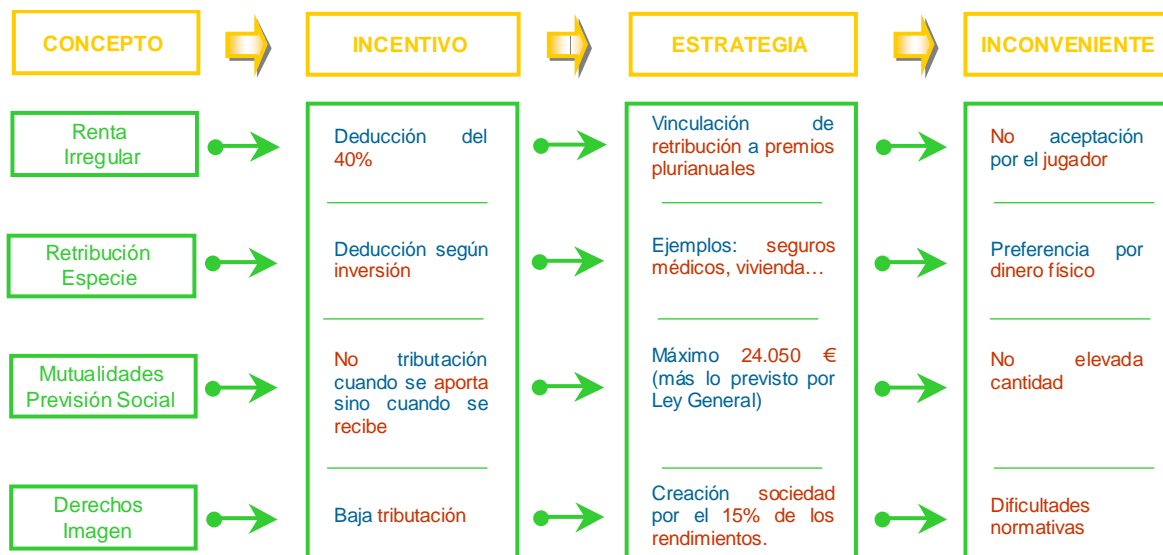 CONCEPTO
INCENTIVO
ESTRATEGIA
INCONVENIENTE
Renta
Irregular
Deducción del
40%
Vinculación de
retribución a premios
plurianuales
No aceptación
por el jugador
Retribución
Especie
Deducción según
inversión
Ejemplos: seguros
médicos, vivienda…
Preferencia por
dinero físico
Mutualidades
Previsión Social
No tributación
cuando se aporta
sino cuando se
recibe
Máximo 24.050 €
(más lo previsto por
Ley General)
No elevada
cantidad
Derechos
Imagen
Baja tributación
Creación sociedad
por el 15% de los
rendimientos.
Dificultades
normativas